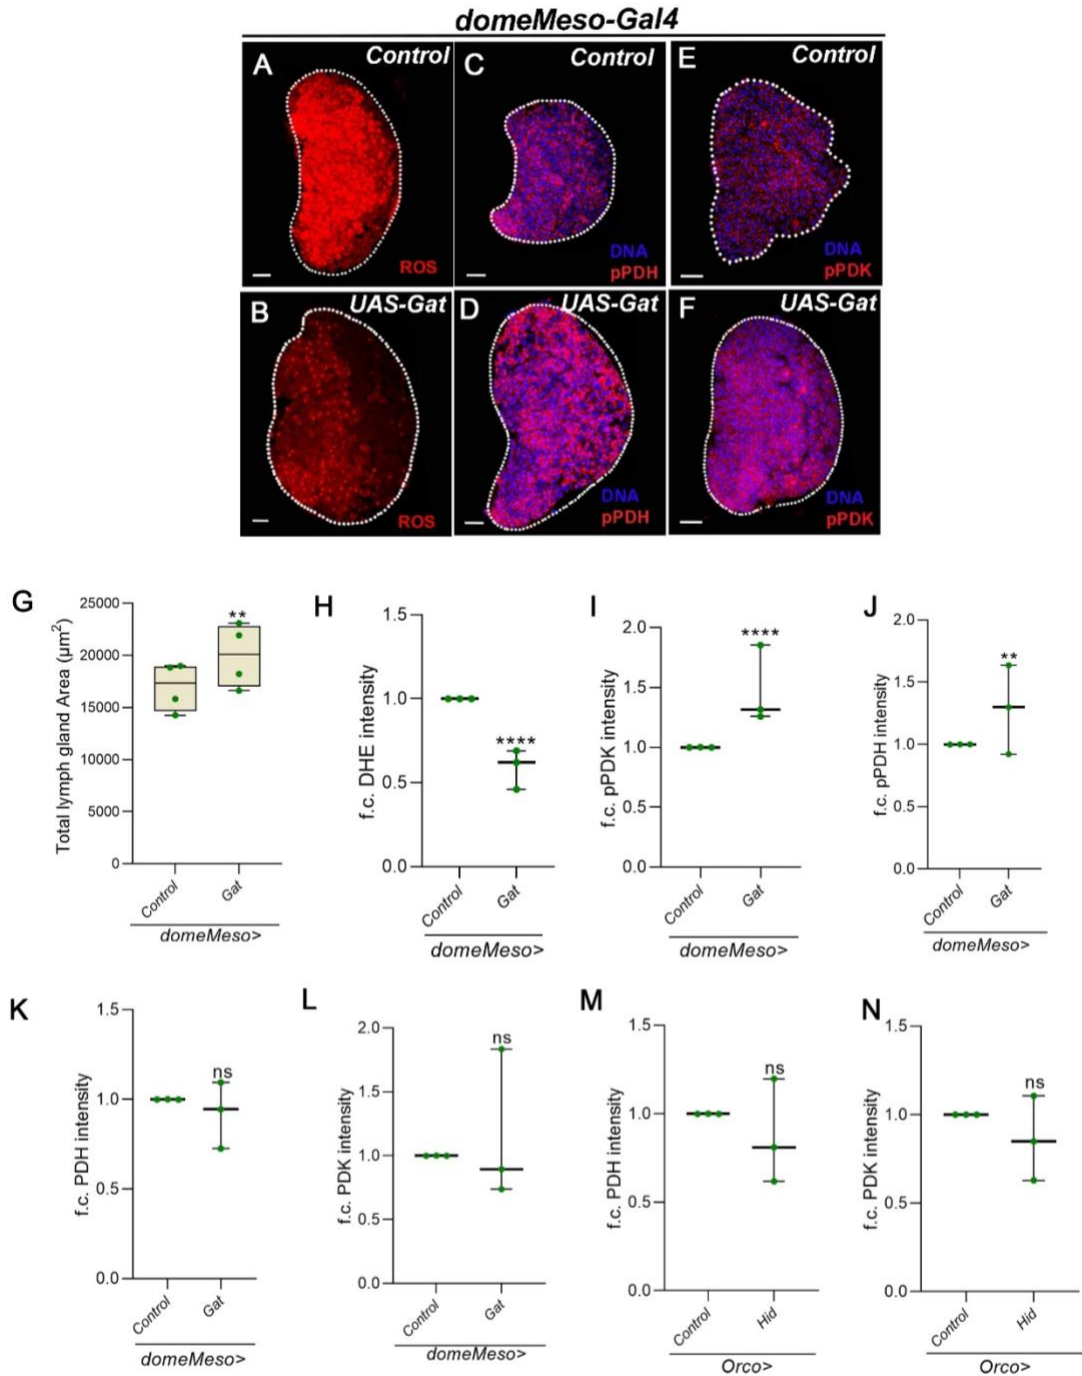 domeMeso-Gal4
A Control
ROS
C Control
DNA
pPDH
E Control
DNA
pPDK
B UAS-Gat
ROS
D UAS-Gat
DNA
pPDH
F UAS-Gat
DNA
pPDK
G
Total lymph gland Area (µm²)
25000
20000
15000
10000
5000
0
**
Control
Gat
domeMeso>
H
f.c. DHE intensity
1.5
1.0
0.5
0.0
****
Control
Gat
domeMeso>
I
f.c. pPDK intensity
2.0
1.5
1.0
0.5
0.0
****
Control
Gat
domeMeso>
J
f.c. pPDH intensity
2.0
1.5
1.0
0.5
0.0
**
Control
Gat
domeMeso>
K
f.c. PDH intensity
1.5
1.0
0.5
0.0
ns
Control
Gat
domeMeso>
L
f.c. PDK intensity
2.0
1.5
1.0
0.5
0.0
ns
Control
Gat
domeMeso>
M
f.c. PDH intensity
1.5
1.0
0.5
0.0
ns
Control
Hid
Orco>
N
f.c. PDK intensity
1.5
1.0
0.5
0.0
ns
Control
Hid
Orco>